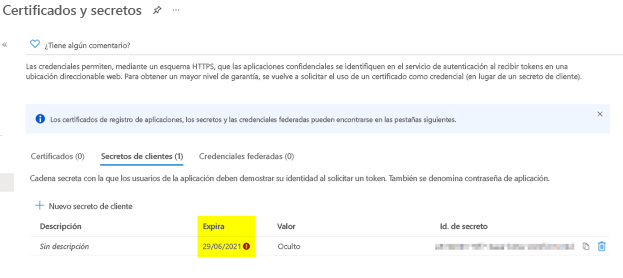 Certificados y secretos
¿Tiene algún comentario?
Las credenciales permiten, mediante un esquema HTTPS, que las aplicaciones confidenciales se identifiquen en el servicio de autenticación al recibir tokens en una
ubicación direccionable web. Para obtener un mayor nivel de garantía, se vuelve a solicitar el uso de un certificado como credencial (en lugar de un secreto de cliente).
Los certificados de registro de aplicaciones, los secretos y las credenciales federadas pueden encontrarse en las pestañas siguientes.
Certificados (0) Secretos de clientes (1) Credenciales federadas (0)
Cadena secreta con la que los usuarios de la aplicación deben demostrar su identidad al solicitar un token. También se denomina contraseña de aplicación.
Nuevo secreto de cliente
Descripción Expira Valor Id. de secreto
Sin descripción 29/06/2021 Oculto